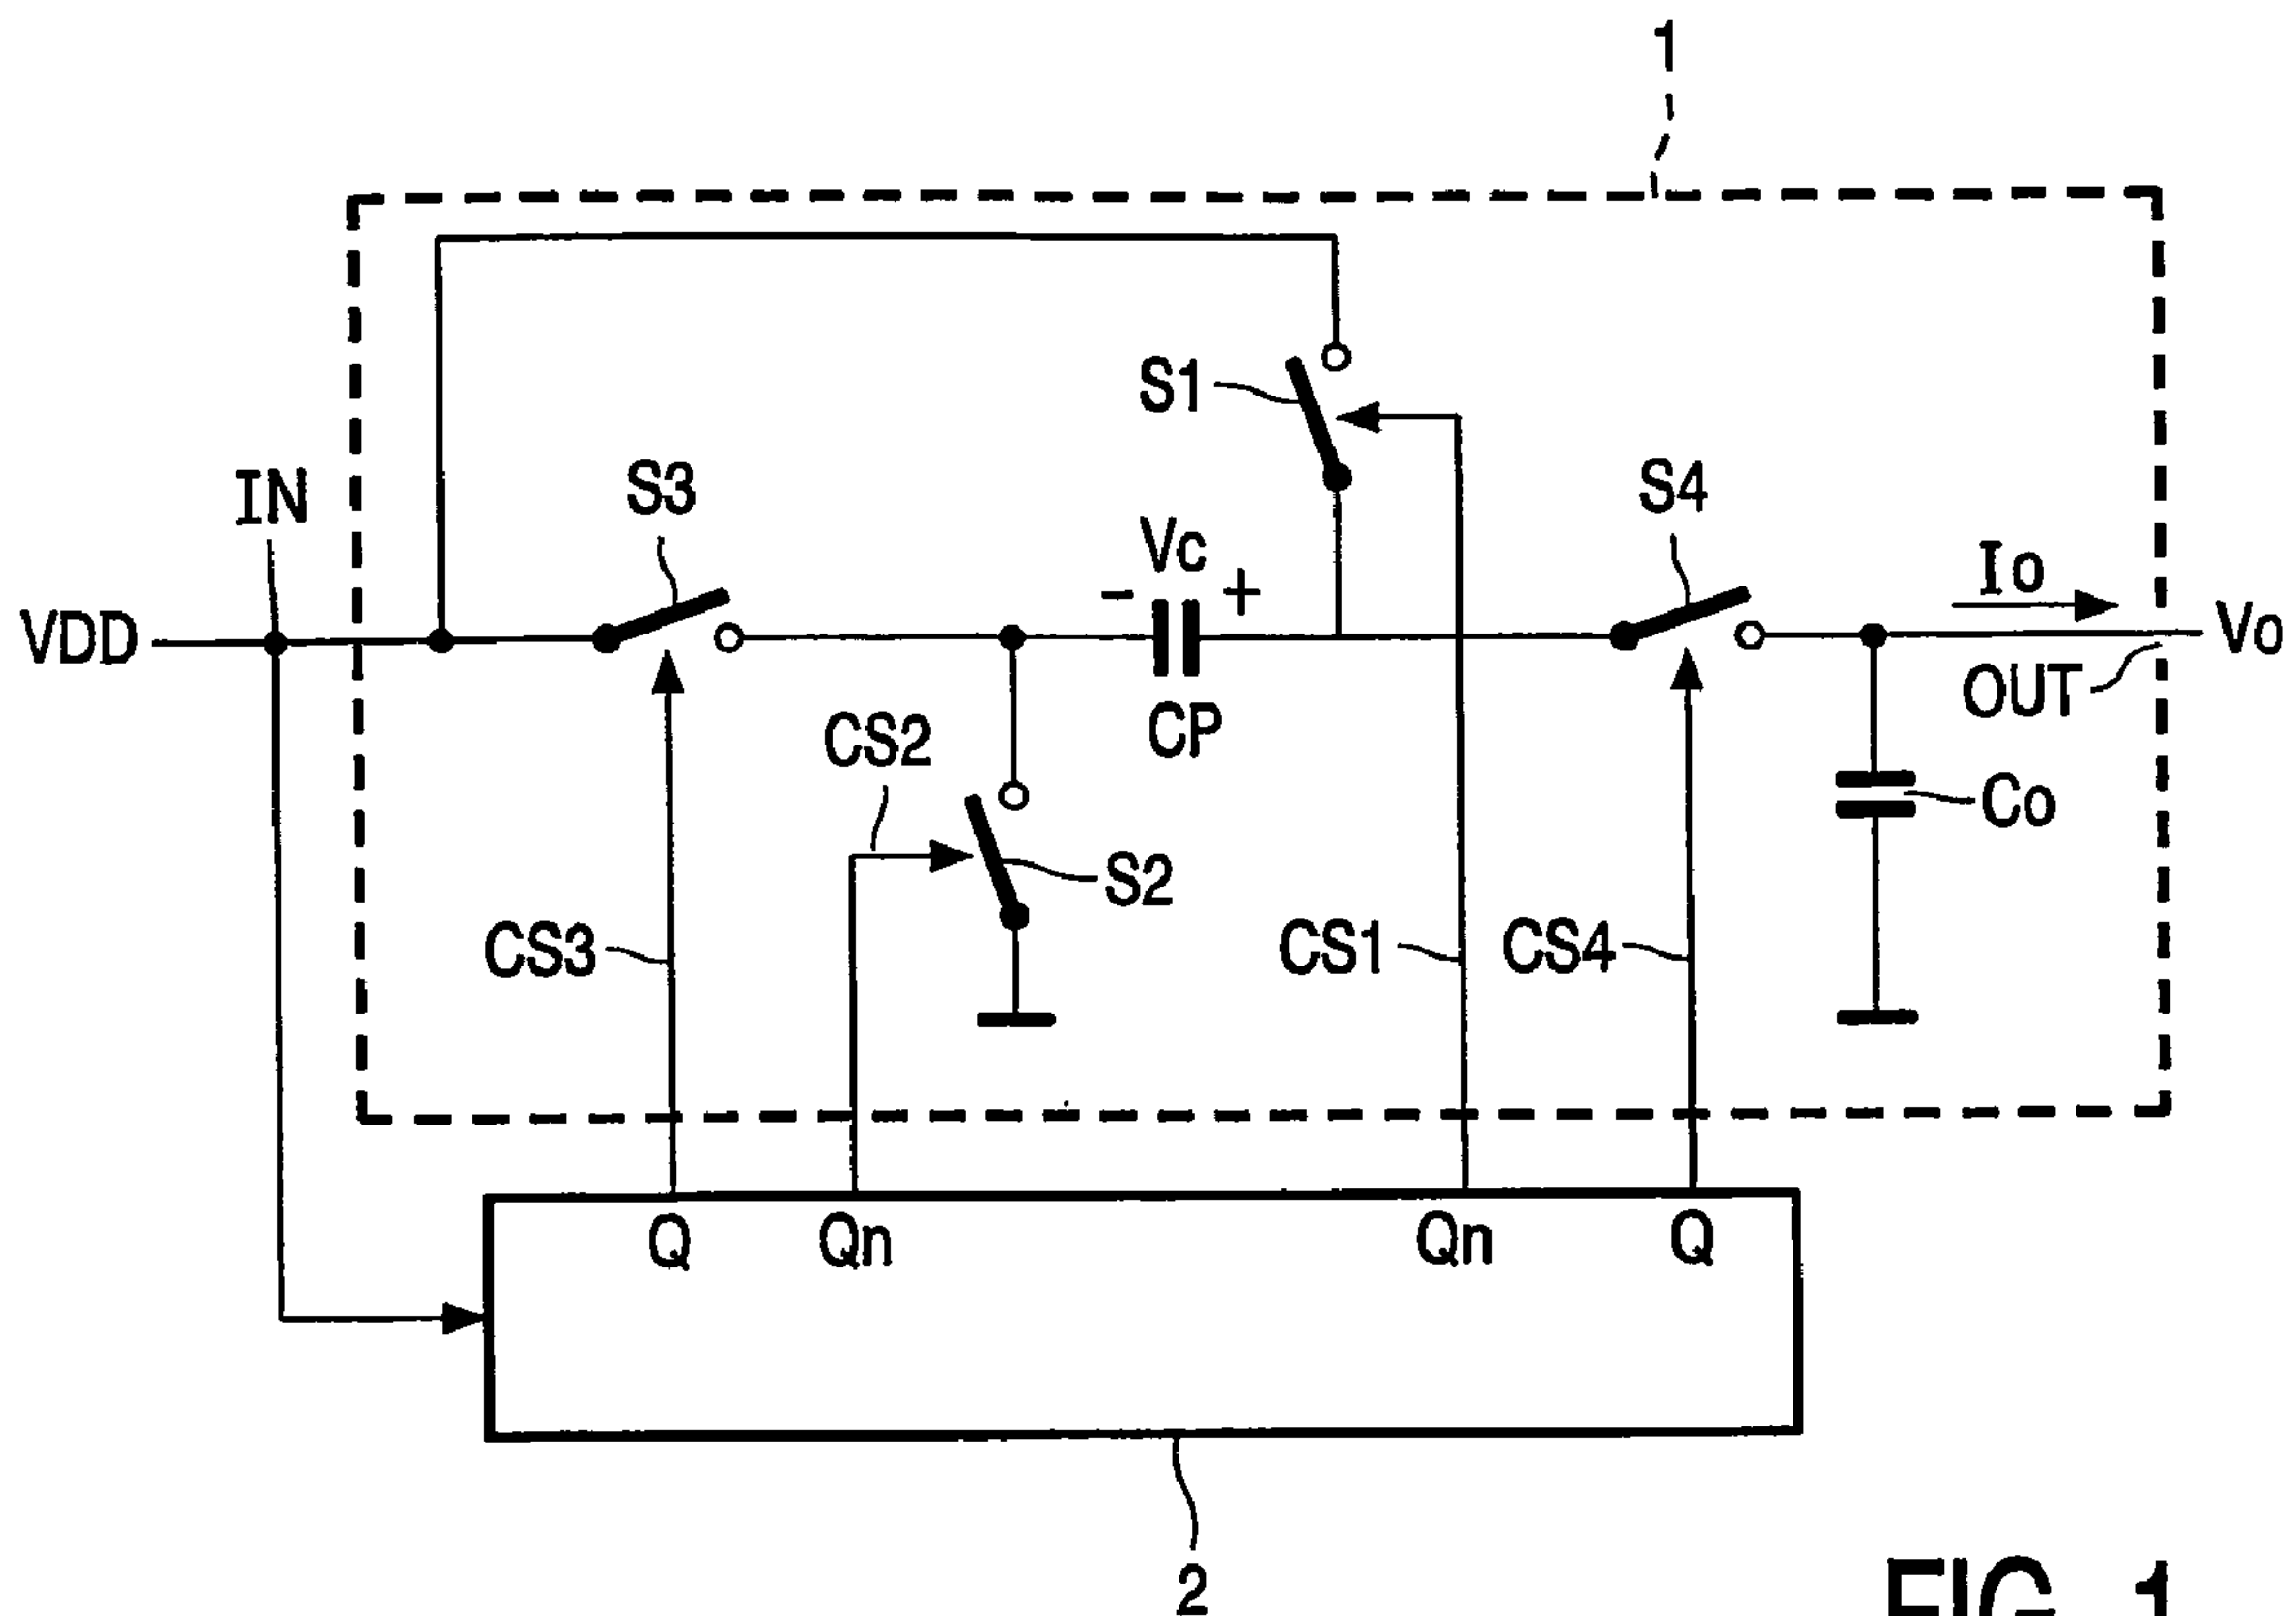 1
S1
IN
S3
S4
Vc
- +
Io
VDD
Vo
OUT
CP
CS2
Co
S2
CS3
CS1
CS4
Q
Qn
Qn
Q
2
FIG. 1